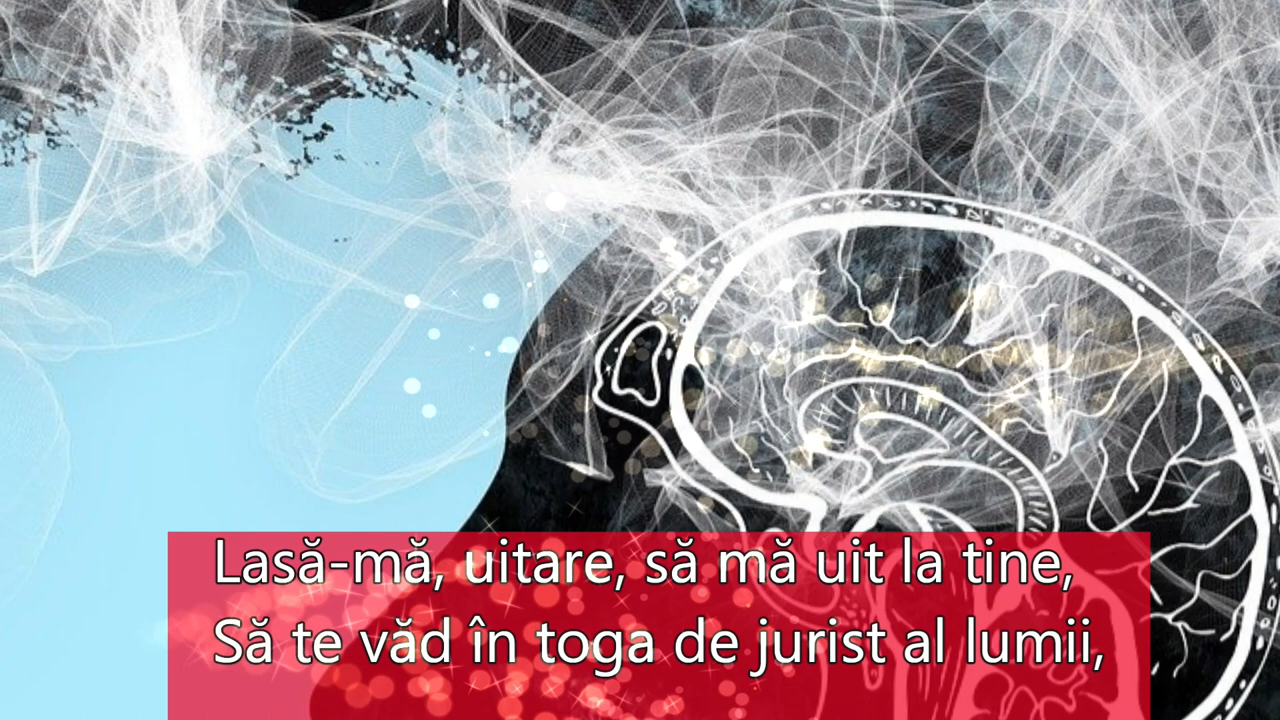 Lasă-mă, uitare, să mă uit la tine,
Să te văd în toga de jurist al lumii,